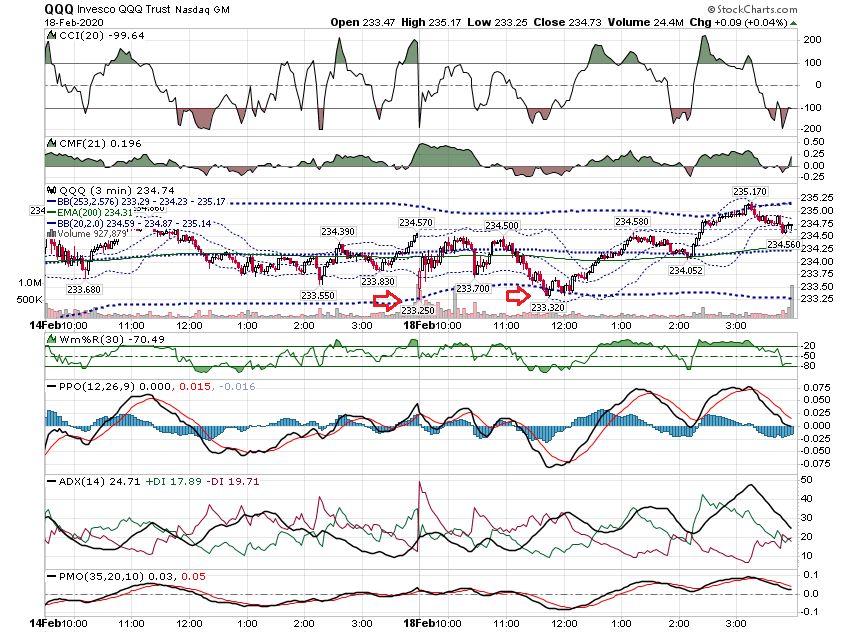 QQQ Invesco QQQ Trust Nasdaq GM
© StockCharts.com
18-Feb-2020
Open 233.47 High 235.17 Low 233.25 Close 234.73 Volume 24.4M Chg +0.09 (+0.04%)
CCI(20) -99.64
200
100
0
-100
-200
CMF(21) 0.196
0.50
0.25
0.00
-0.25
QQQ (3 min) 234.74
BB(253,2.576) 233.29 - 234.23 - 235.17
EMA(200) 234.31
BB(20,2.0) 234.59 - 234.87 - 235.14
Volume 927,879
235.170
234.390
234.570
234.500
234.580
234.560
234.052
233.830
233.680
233.550
233.700
233.250
233.320
235.25
235.00
234.75
234.50
234.25
234.00
233.75
233.50
233.25
1.0M
500K
14Feb 10:00 11:00 12:00 1:00 2:00 3:00 18Feb 10:00 11:00 12:00 1:00 2:00 3:00
Wm%R(30) -70.49
-20
-50
-80
PPO(12,26,9) 0.000, 0.015, -0.016
0.075
0.050
0.025
0.000
-0.025
-0.050
-0.075
ADX(14) 24.71 +DI 17.89 -DI 19.71
50
40
30
20
10
PMO(35,20,10) 0.03, 0.05
0.1
-0.0
-0.1
14Feb 10:00 11:00 12:00 1:00 2:00 3:00 18Feb 10:00 11:00 12:00 1:00 2:00 3:00